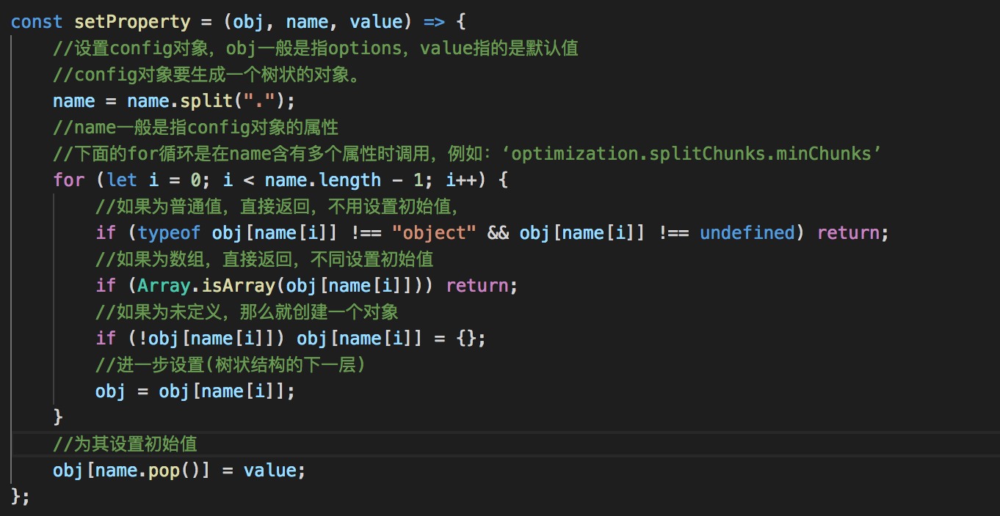 const setProperty = (obj, name, value) => {
    //设置config对象，obj一般是指options，value指的是默认值
    //config对象要生成一个树状的对象。
    name = name.split(".");
    //name一般是指config对象的属性
    //下面的for循环是在name含有多个属性时调用，例如：‘optimization.splitChunks.minChunks’
    for (let i = 0; i < name.length - 1; i++) {
        //如果为普通值，直接返回，不用设置初始值，
        if (typeof obj[name[i]] !== "object" && obj[name[i]] !== undefined) return;
        //如果为数组，直接返回，不同设置初始值
        if (Array.isArray(obj[name[i]])) return;
        //如果为未定义，那么就创建一个对象
        if (!obj[name[i]]) obj[name[i]] = {};
        //进一步设置(树状结构的下一层)
        obj = obj[name[i]];
    }
    //为其设置初始值
    obj[name.pop()] = value;
};